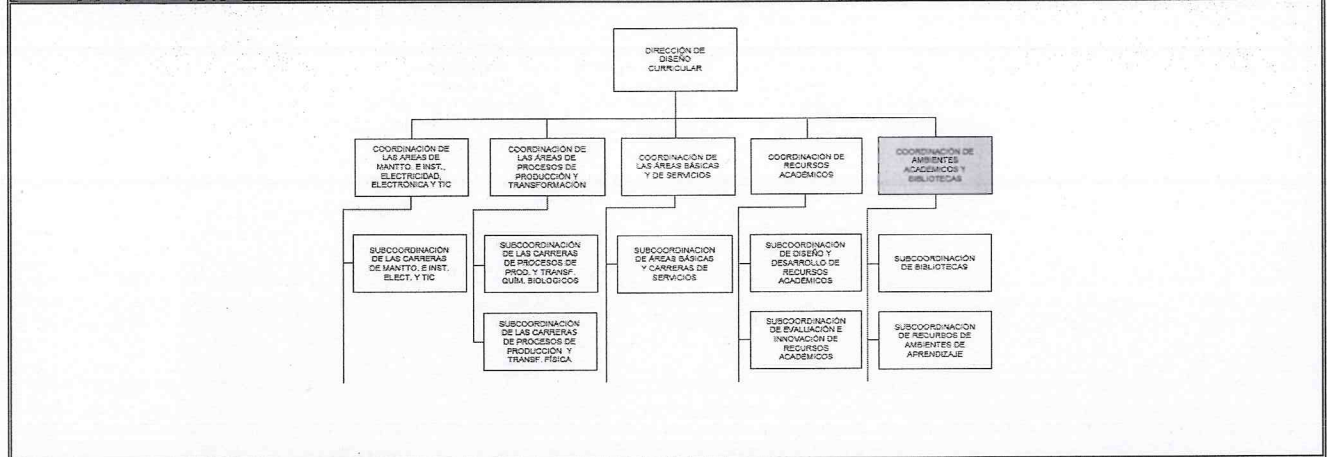 DIRECCIÓN DE
DISEÑO
CURRICULAR
COORDINACIÓN DE
LAS ÁREAS DE
MANTTO. E INST.,
ELECTRICIDAD,
ELECTRÓNICA Y TIC
COORDINACIÓN DE
LAS ÁREAS DE
PROCESOS DE
PRODUCCIÓN Y
TRANSFORMACIÓN
COORDINACIÓN DE
LAS ÁREAS BÁSICAS
Y DE SERVICIOS
COORDINACIÓN DE
RECURSOS
ACADÉMICOS
COORDINACIÓN DE
AMBIENTES
ACADÉMICOS Y
BIBLIOTECAS
SUBCOORDINACIÓN
DE LAS CARRERAS
DE MANTTO. E INST.
ELECT. Y TIC
SUBCOORDINACIÓN
DE LAS CARRERAS
DE PROCESOS DE
PROD. Y TRANSF.
QUÍM. BIOLOGICOS
SUBCOORDINACION
DE ÁREAS BÁSICAS
Y CARRERAS DE
SERVICIOS
SUBCOORDINACIÓN
DE DISEÑO Y
DESARROLLO DE
RECURSOS
ACADÉMICOS
SUBCOORDINACIÓN
DE BIBLIOTECAS
SUBCOORDINACIÓN
DE LAS CARRERAS
DE PROCESOS DE
PRODUCCIÓN Y
TRANSF. FÍSICA
SUBCOORDINACIÓN
DE EVALUACIÓN E
INNOVACIÓN DE
RECURSOS
ACADÉMICOS
SUBCOORDINACIÓN
DE RECURSOS DE
AMBIENTES DE
APRENDIZAJE